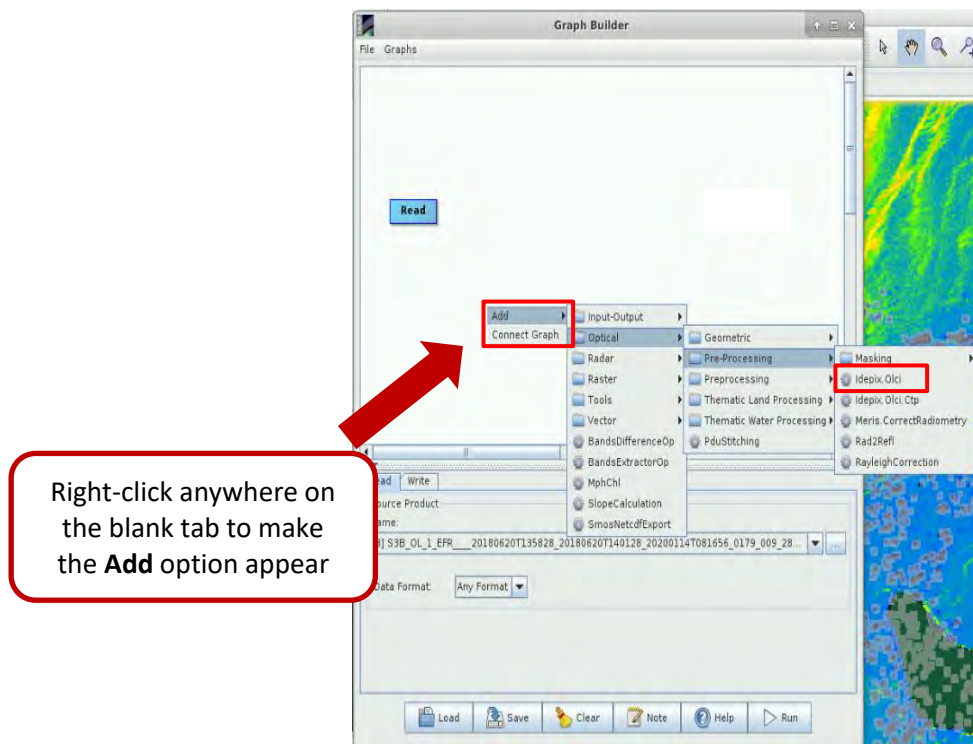 Graph Builder
File Graphs
Read
Add
Connect Graph
Input-Output
Optical
Radar
Raster
Tools
Vector
BandsDifferenceOp
BandsExtractorOp
MphChl
SlopeCalculation
SmosNetcdfExport
Geometric
Pre-Processing
Preprocessing
Thematic Land Processing
Thematic Water Processing
PduStitching
Masking
Idepix.Olci
Idepix.Olci.Ctp
Meris.CorrectRadiometry
Rad2Refl
RayleighCorrection
Right-click anywhere on
the blank tab to make
the Add option appear
ead Write
ource Product
ame:
] S3B_OL_1_EFR____20180620T135828_20180620T140128_20200114T081656_0179_009_28...
Data Format: Any Format
Load Save Clear Note Help Run